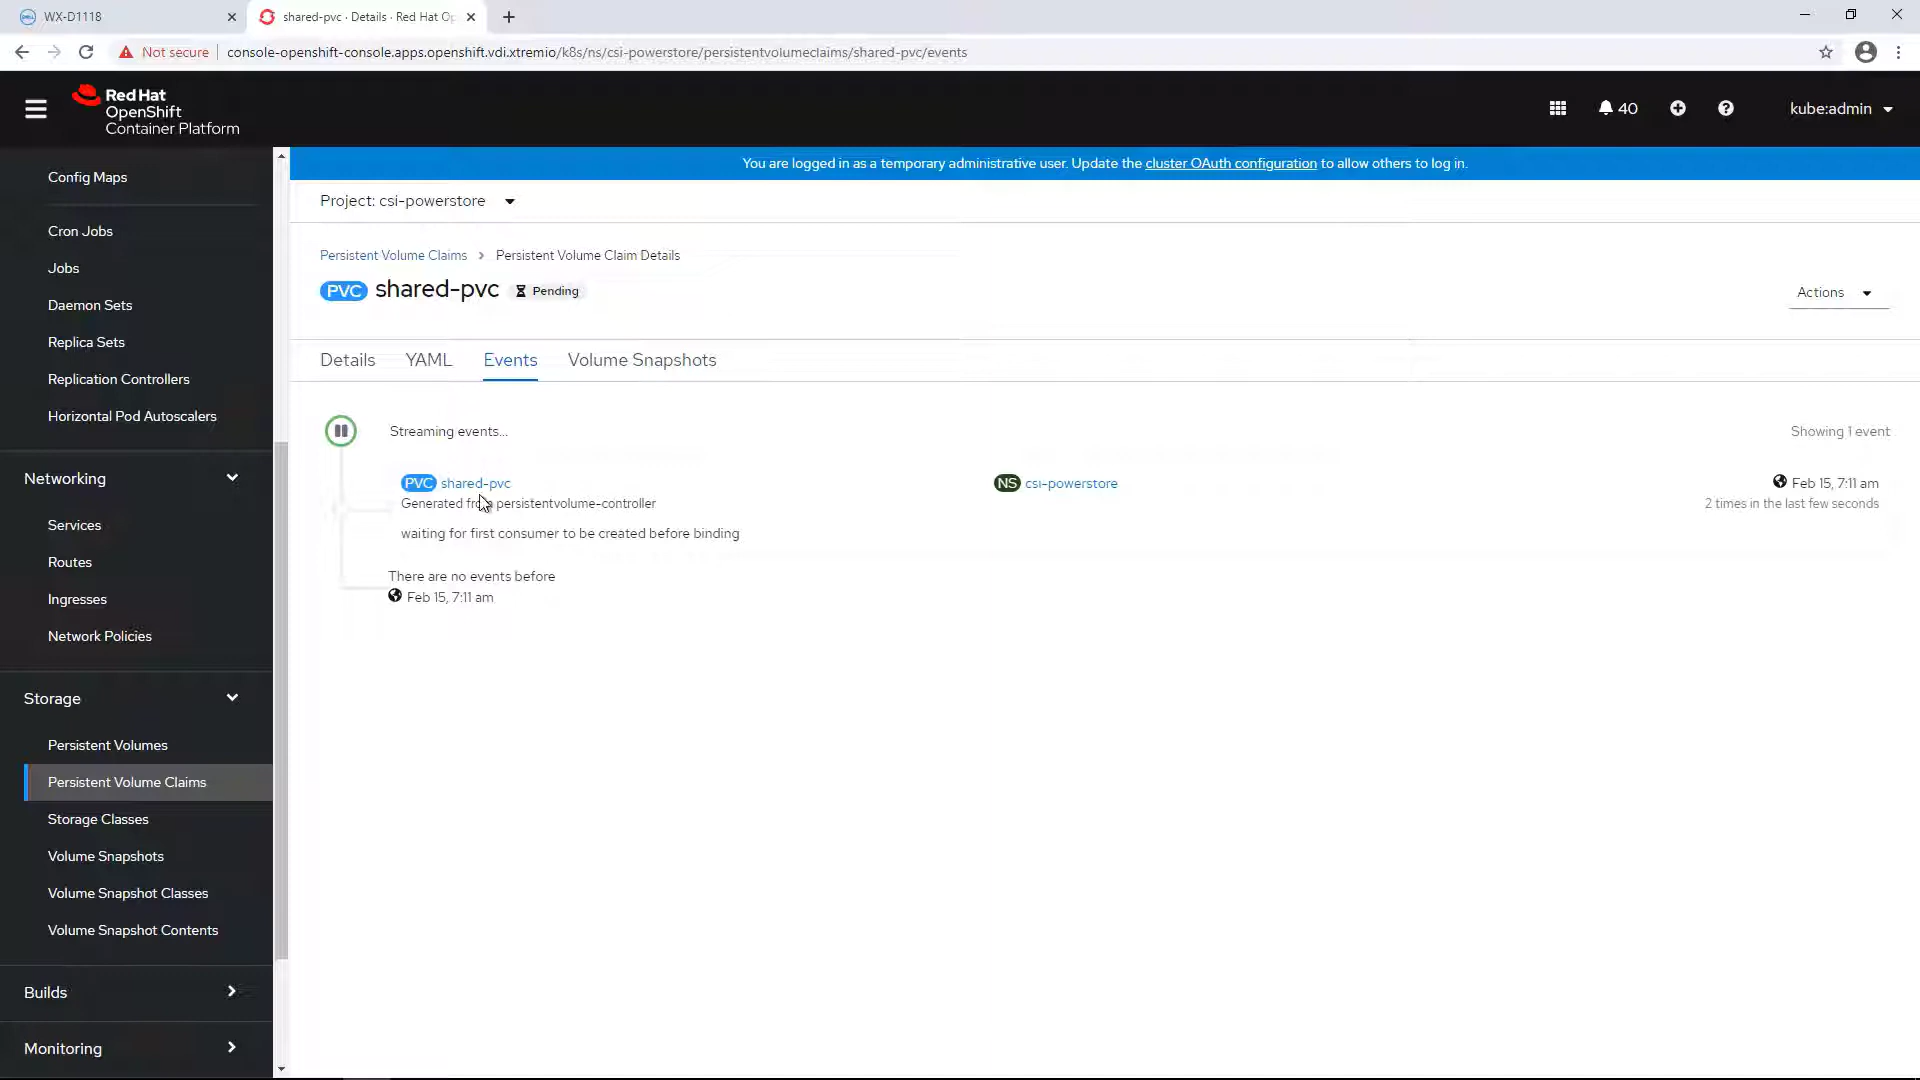 WX-D1118
shared-pvc · Details · Red Hat Op
Not secure
console-openshift-console.apps.openshift.vdi.xtremio/k8s/ns/csi-powerstore/persistentvolumeclaims/shared-pvc/events
Red Hat
OpenShift
Container Platform
40
kube:admin
You are logged in as a temporary administrative user. Update the cluster OAuth configuration to allow others to log in.
Config Maps
Cron Jobs
Jobs
Daemon Sets
Replica Sets
Replication Controllers
Horizontal Pod Autoscalers
Networking
Services
Routes
Ingresses
Network Policies
Storage
Persistent Volumes
Persistent Volume Claims
Storage Classes
Volume Snapshots
Volume Snapshot Classes
Volume Snapshot Contents
Builds
Monitoring
Project: csi-powerstore
Persistent Volume Claims > Persistent Volume Claim Details
PVC shared-pvc Pending
Actions
Details YAML Events Volume Snapshots
Streaming events...
Showing 1 event
PVC shared-pvc
NS csi-powerstore
Feb 15, 7:11 am
Generated from persistentvolume-controller
2 times in the last few seconds
waiting for first consumer to be created before binding
There are no events before
Feb 15, 7:11 am